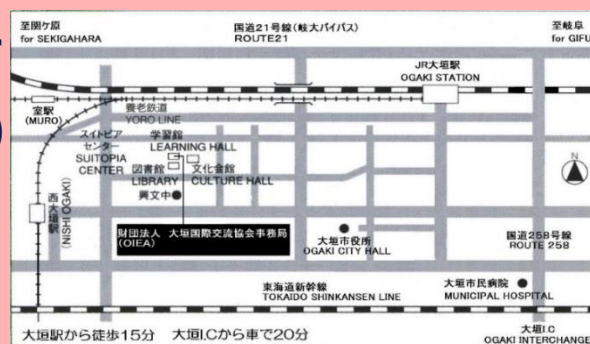 至関ケ原
for SEKIGAHARA
国道21号線(岐大バイパス)
ROUTE21
至岐阜
for GIFU
JR大垣駅
OGAKI STATION
室駅
(MURO)
養老鉄道
YORO LINE
スイトピア
センター
SUITOPIA
CENTER
学習館
LEARNING HALL
図書館
LIBRARY
文化会館
CULTURE HALL
興文中
N
西大垣駅
(NISHI OGAKI)
財団法人 大垣国際交流協会事務局
(OIEA)
大垣市役所
OGAKI CITY HALL
国道258号線
ROUTE 258
東海道新幹線
TOKAIDO SHINKANSEN LINE
大垣市民病院
MUNICIPAL HOSPITAL
大垣駅から徒歩15分 大垣I.Cから車で20分
大垣I.C
OGAKI INTERCHANGE